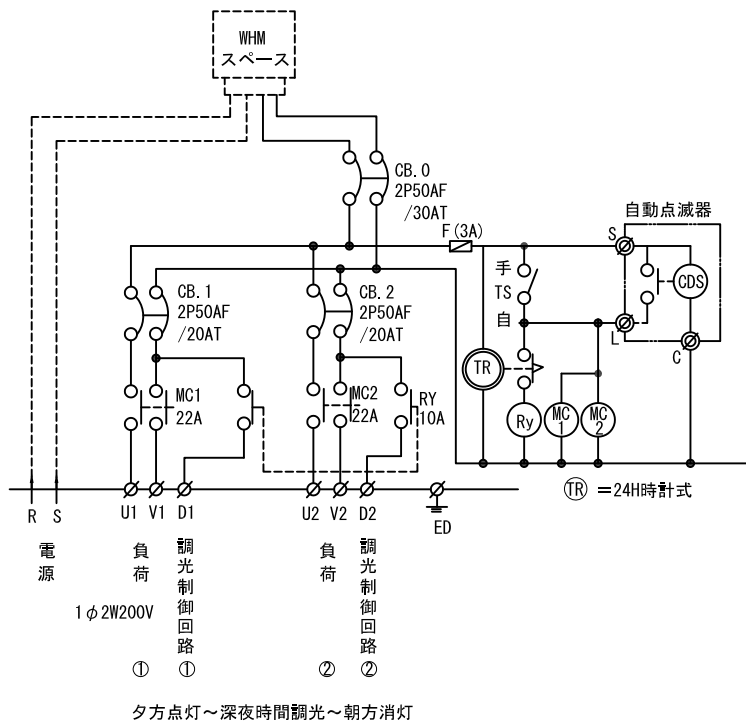 WHM
スペース
CB.0
2P50AF
/30AT
F(3A)
自動点滅器
S
手
TS
自
CDS
L
C
CB.1
2P50AF
/20AT
CB.2
2P50AF
/20AT
TR
MC1
22A
MC2
22A
RY
10A
Ry
MC
1
MC
2
TR =24H時計式
R
S
U1
V1
D1
U2
V2
D2
ED
電源
負荷
調光制御回路
負荷
調光制御回路
1φ2W200V
①
①
②
②
夕方点灯～深夜時間調光～朝方消灯